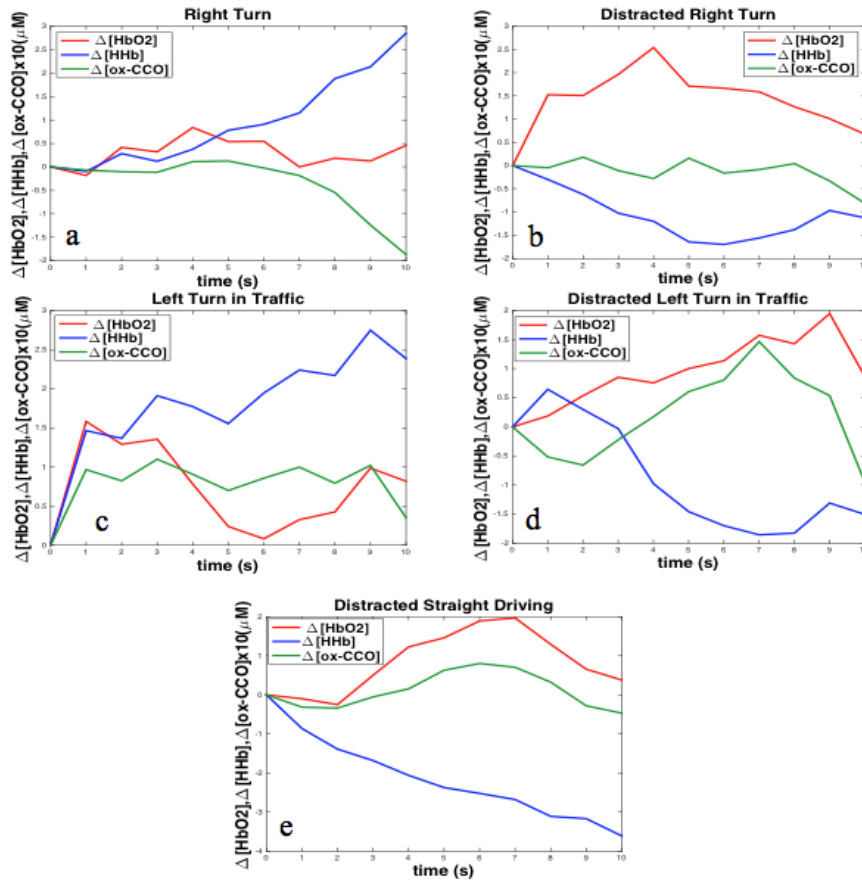 Right Turn
Δ[HbO2],Δ[HHb],Δ[ox-CCO]x10(μM)
3
2.5
2
1.5
1
0.5
0
-0.5
-1
-1.5
-2
Δ[HbO2]
Δ[HHb]
Δ[ox-CCO]
a
0 1 2 3 4 5 6 7 8 9 10
time (s)
Distracted Right Turn
Δ[HbO2],Δ[HHb],Δ[ox-CCO]x10(μM)
3
2.5
2
1.5
1
0.5
0
-0.5
-1
-1.5
-2
Δ[HbO2]
Δ[HHb]
Δ[ox-CCO]
b
0 1 2 3 4 5 6 7 8 9
time (s)
Left Turn in Traffic
Δ[HbO2],Δ[HHb],Δ[ox-CCO]x10(μM)
3
2.5
2
1.5
1
0.5
0
Δ[HbO2]
Δ[HHb]
Δ[ox-CCO]
c
0 1 2 3 4 5 6 7 8 9 10
time (s)
Distracted Left Turn in Traffic
Δ[HbO2],Δ[HHb],Δ[ox-CCO]x10(μM)
2
1.5
1
0.5
0
-0.5
-1
-1.5
-2
Δ[HbO2]
Δ[HHb]
Δ[ox-CCO]
d
0 1 2 3 4 5 6 7 8 9
time (s)
Distracted Straight Driving
Δ[HbO2],Δ[HHb],Δ[ox-CCO]x10(μM)
2
1
0
-1
-2
-3
-4
Δ[HbO2]
Δ[HHb]
Δ[ox-CCO]
e
0 1 2 3 4 5 6 7 8 9 10
time (s)